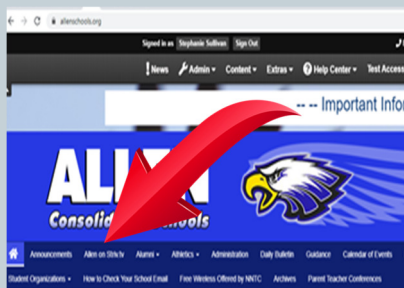 allenschools.org
Signed in as Stephanie Sullivan Sign Out
News Admin Content Extras Help Center Test Access
-- -- Important Infor
ALLEN
Consolid ools
Announcements Allen on Striv.tv Alumni Athletics Administration Daily Bulletin Guidance Calendar of Events
Student Organizations How to Check Your School Email Free Wireless Offered by NNTC Archives Parent Teacher Conferences